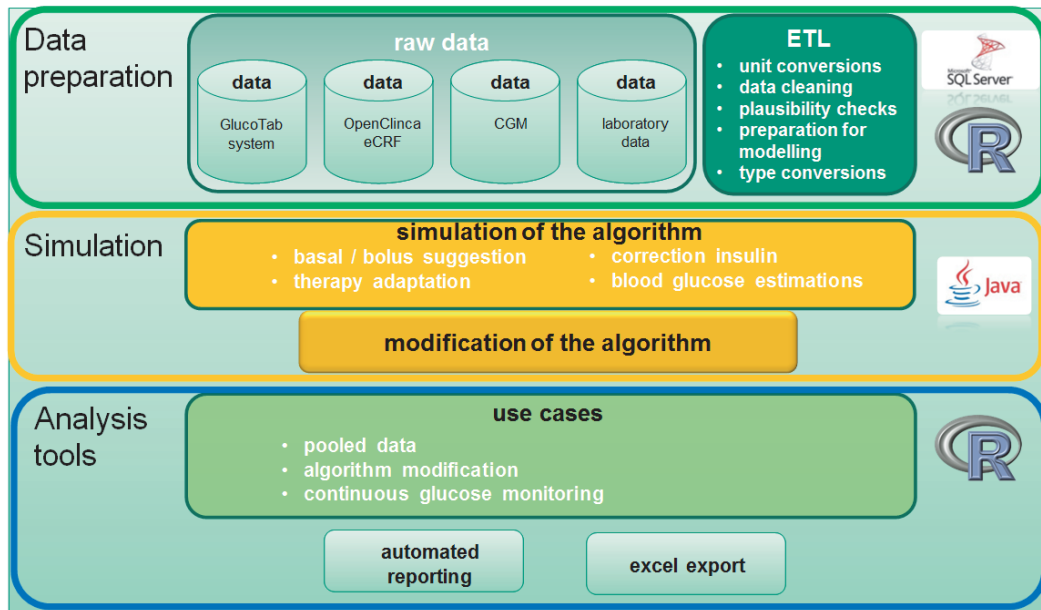 Data
preparation
raw data
data
GlucoTab
system
data
OpenClinca
eCRF
data
CGM
data
laboratory
data
ETL
• unit conversions
• data cleaning
• plausibility checks
• preparation for
modelling
• type conversions
Microsoft
SQL Server
R
Simulation
simulation of the algorithm
• basal / bolus suggestion
• therapy adaptation
• correction insulin
• blood glucose estimations
modification of the algorithm
Java
Analysis
tools
use cases
• pooled data
• algorithm modification
• continuous glucose monitoring
R
automated
reporting
excel export